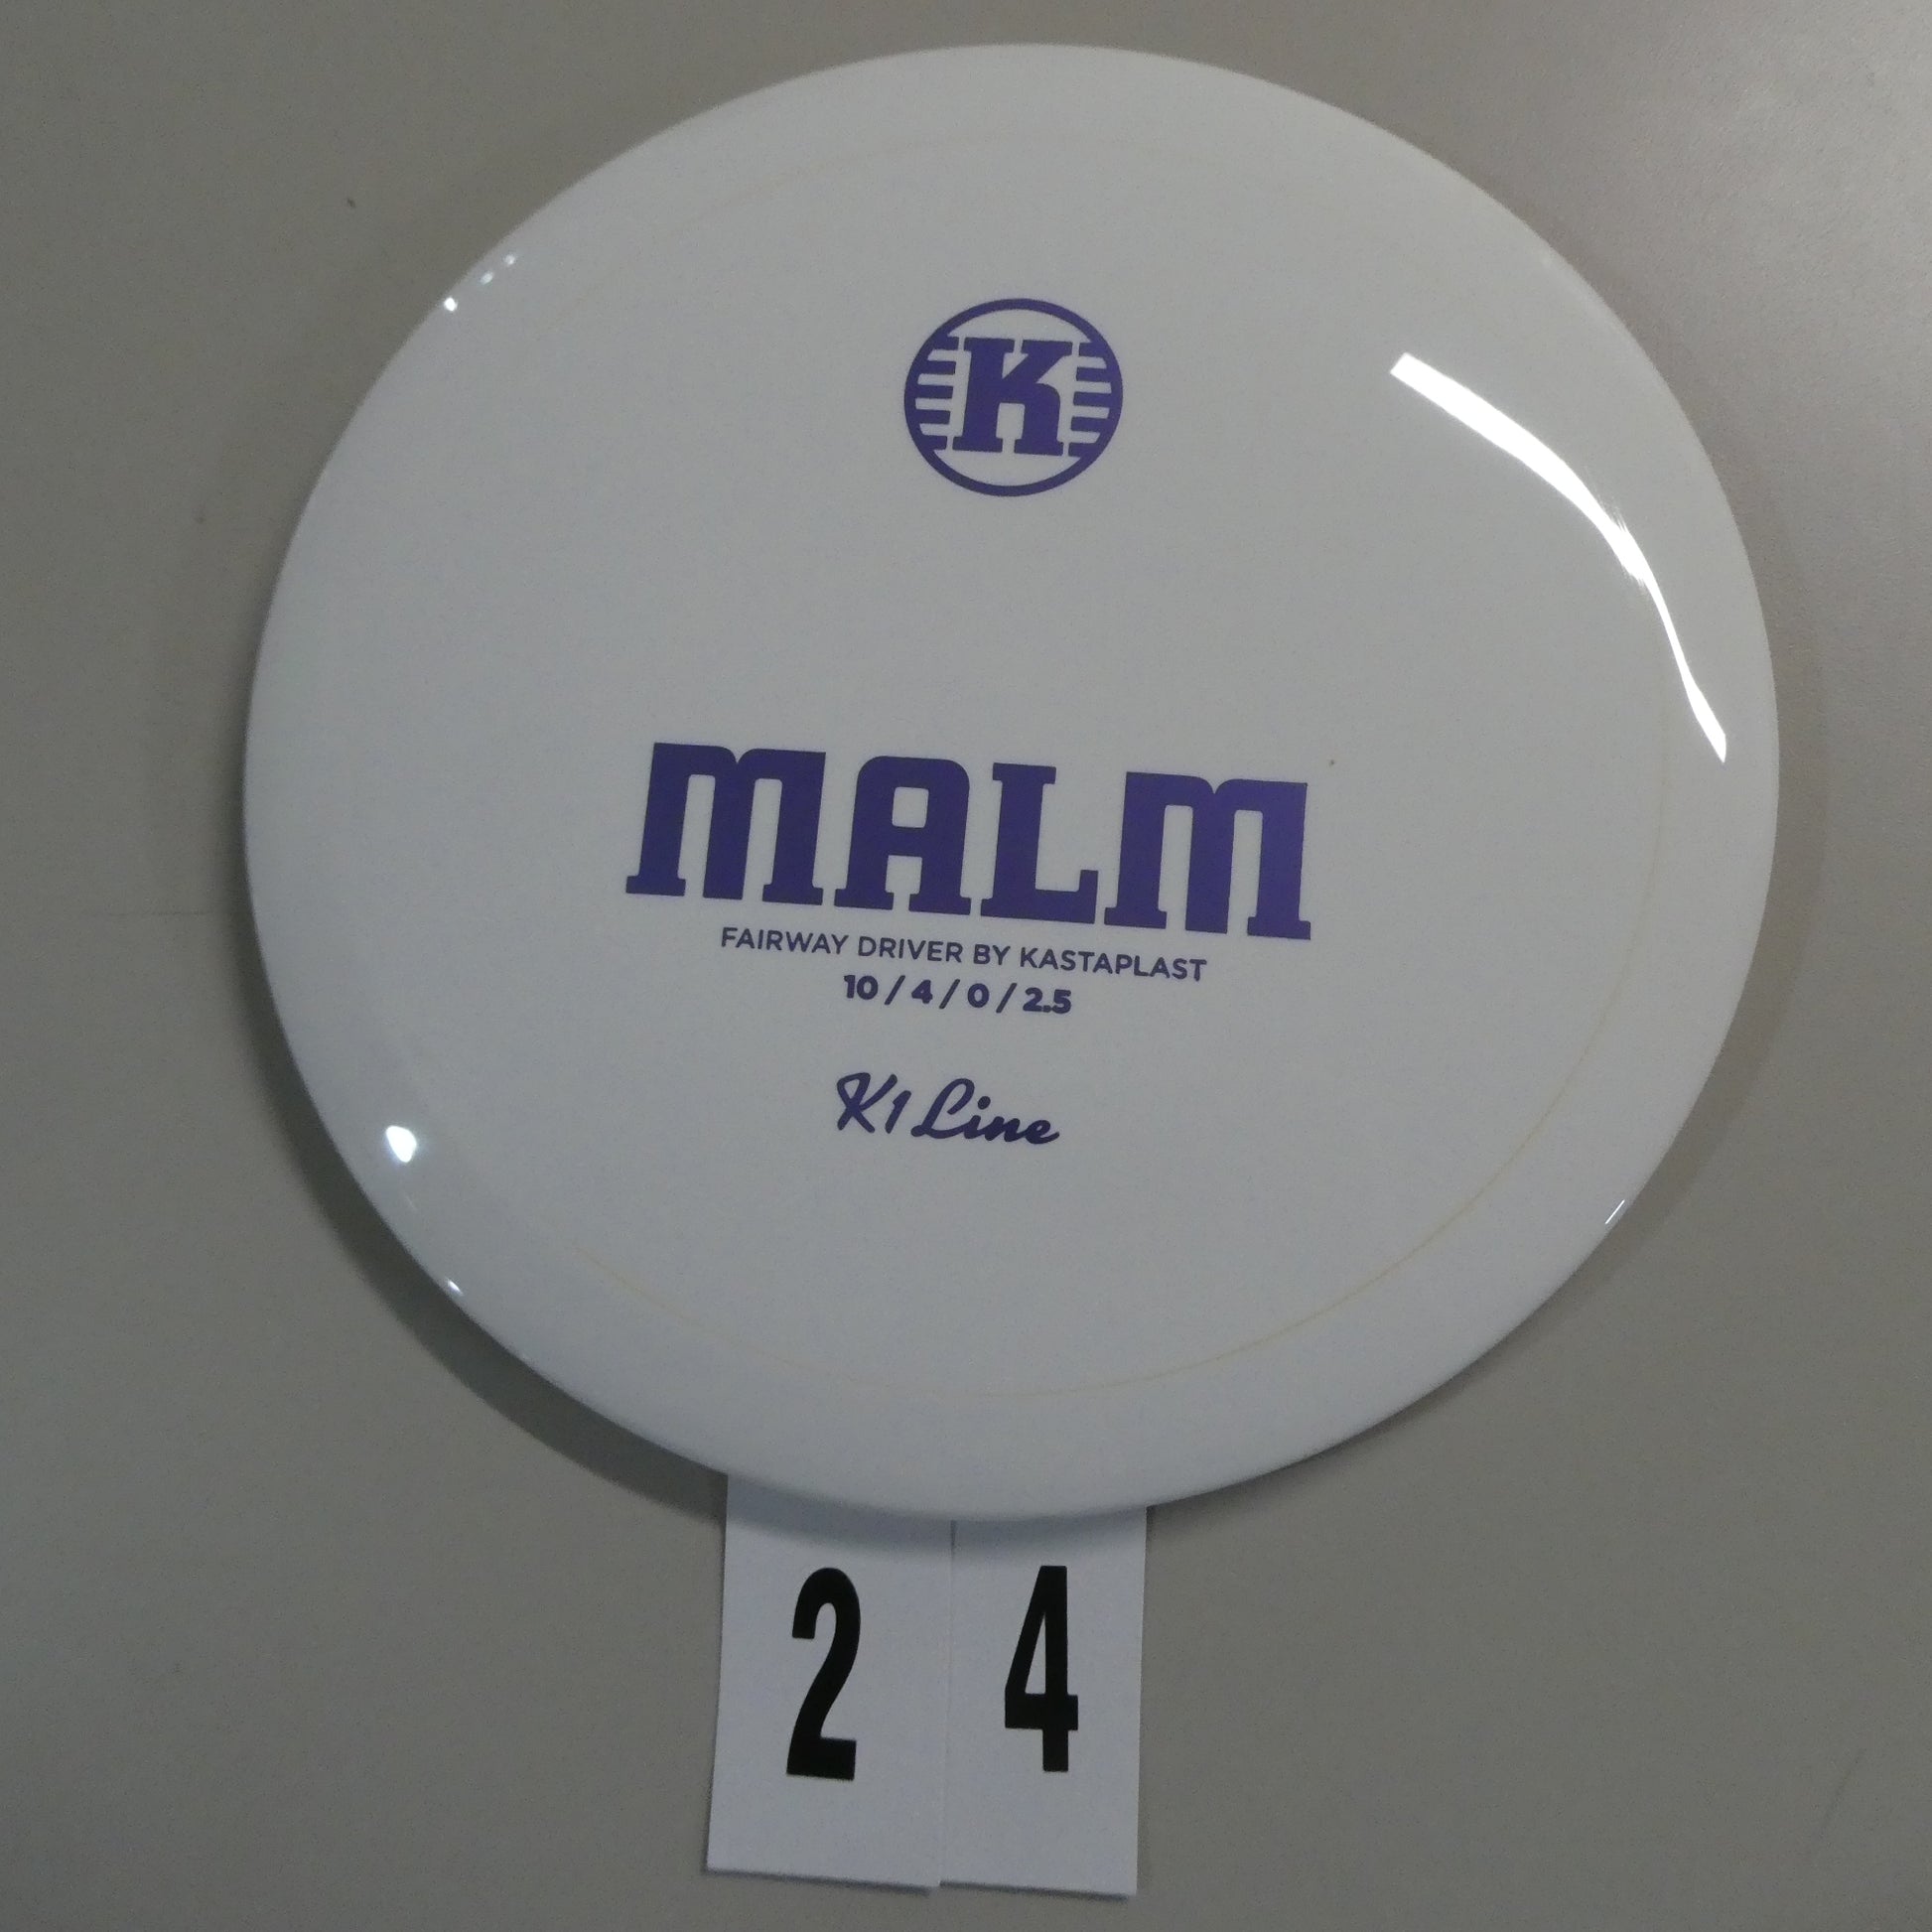 K
MALM
FAIRWAY DRIVER BY KASTAPLAST
10 / 4 / 0 / 2.5
K1 Line
2 4